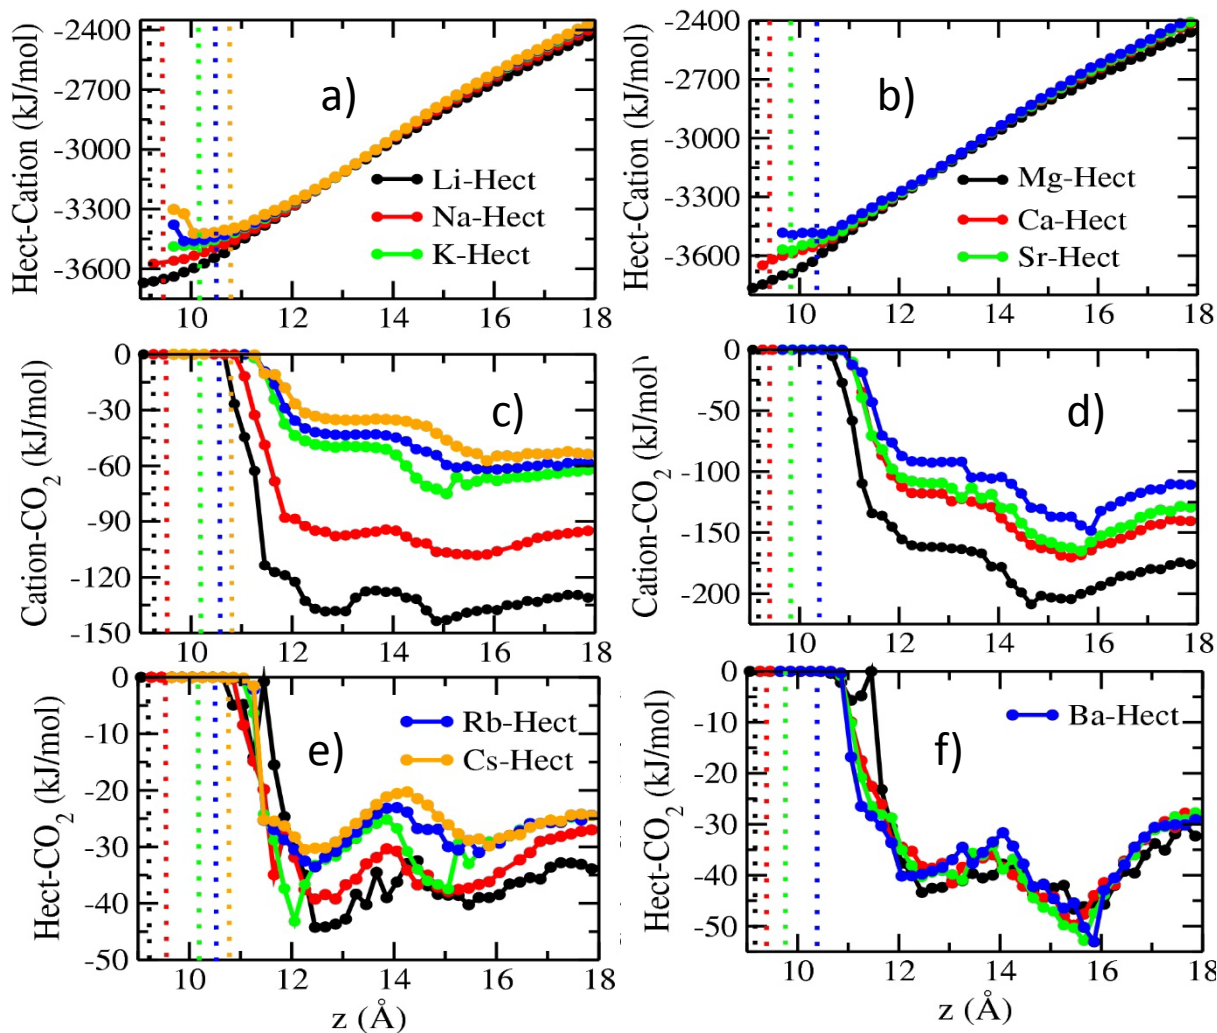 Hect-Cation (kJ/mol)
-2400
-2700
-3000
-3300
-3600
a)
Li-Hect
Na-Hect
K-Hect
10 12 14 16 18
Hect-Cation (kJ/mol)
-2400
-2700
-3000
-3300
-3600
b)
Mg-Hect
Ca-Hect
Sr-Hect
10 12 14 16 18
Cation-CO2 (kJ/mol)
0
-30
-60
-90
-120
-150
c)
10 12 14 16 18
Cation-CO2 (kJ/mol)
0
-50
-100
-150
-200
d)
10 12 14 16 18
Hect-CO2 (kJ/mol)
0
-10
-20
-30
-40
-50
e)
Rb-Hect
Cs-Hect
10 12 14 16 18
z (Å)
Hect-CO2 (kJ/mol)
0
-10
-20
-30
-40
-50
f)
Ba-Hect
10 12 14 16 18
z (Å)